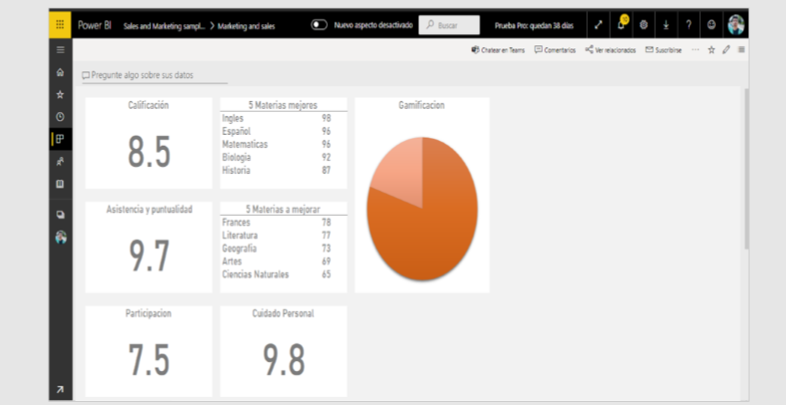 Power BI Sales and Marketing sampl... > Marketing and sales Nuevo aspecto desactivado Buscar Prueba Pro: quedan 38 días ?
Chatear en Teams Comentarios Ver relacionados Suscribirse ...
Pregunte algo sobre sus datos
Calificación
8.5
5 Materias mejores
Ingles 98
Español 96
Matematicas 96
Biologia 92
Historia 87
Gamificacion
Asistencia y puntualidad
9.7
5 Materias a mejorar
Frances 78
Literatura 77
Geografia 73
Artes 69
Ciencias Naturales 65
Participacion
7.5
Cuidado Personal
9.8